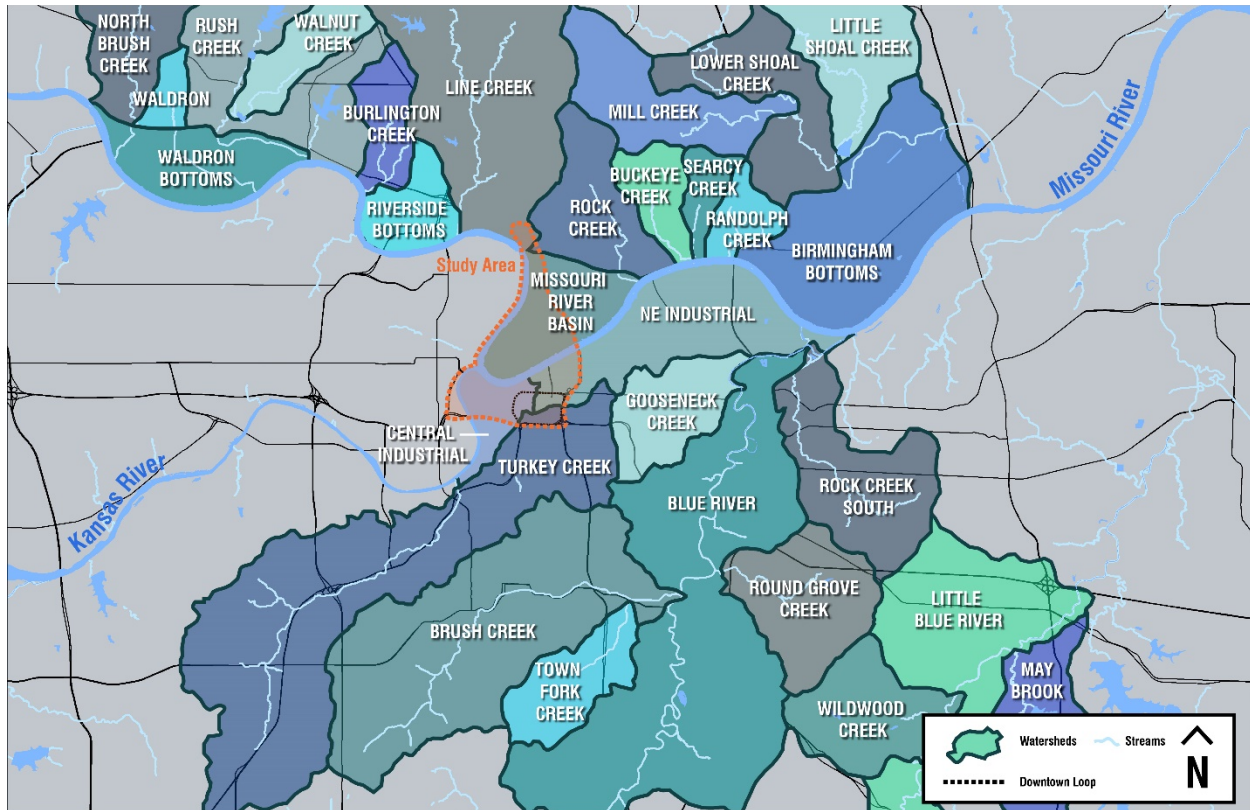 NORTH
BRUSH
CREEK
RUSH
CREEK
WALNUT
CREEK
LITTLE
SHOAL CREEK
LOWER SHOAL
CREEK
LINE CREEK
WALDRON
BURLINGTON
CREEK
MILL CREEK
Missouri River
WALDRON
BOTTOMS
BUCKEYE
CREEK
SEARCY
CREEK
RIVERSIDE
BOTTOMS
ROCK
CREEK
RANDOLPH
CREEK
BIRMINGHAM
BOTTOMS
Study Area
MISSOURI
RIVER
BASIN
NE INDUSTRIAL
GOOSENECK
CREEK
CENTRAL
INDUSTRIAL
TURKEY CREEK
Kansas River
BLUE RIVER
ROCK CREEK
SOUTH
ROUND GROVE
CREEK
LITTLE
BLUE RIVER
BRUSH CREEK
TOWN
FORK
CREEK
MAY
BROOK
WILDWOOD
CREEK
Watersheds
Streams
Downtown Loop
N